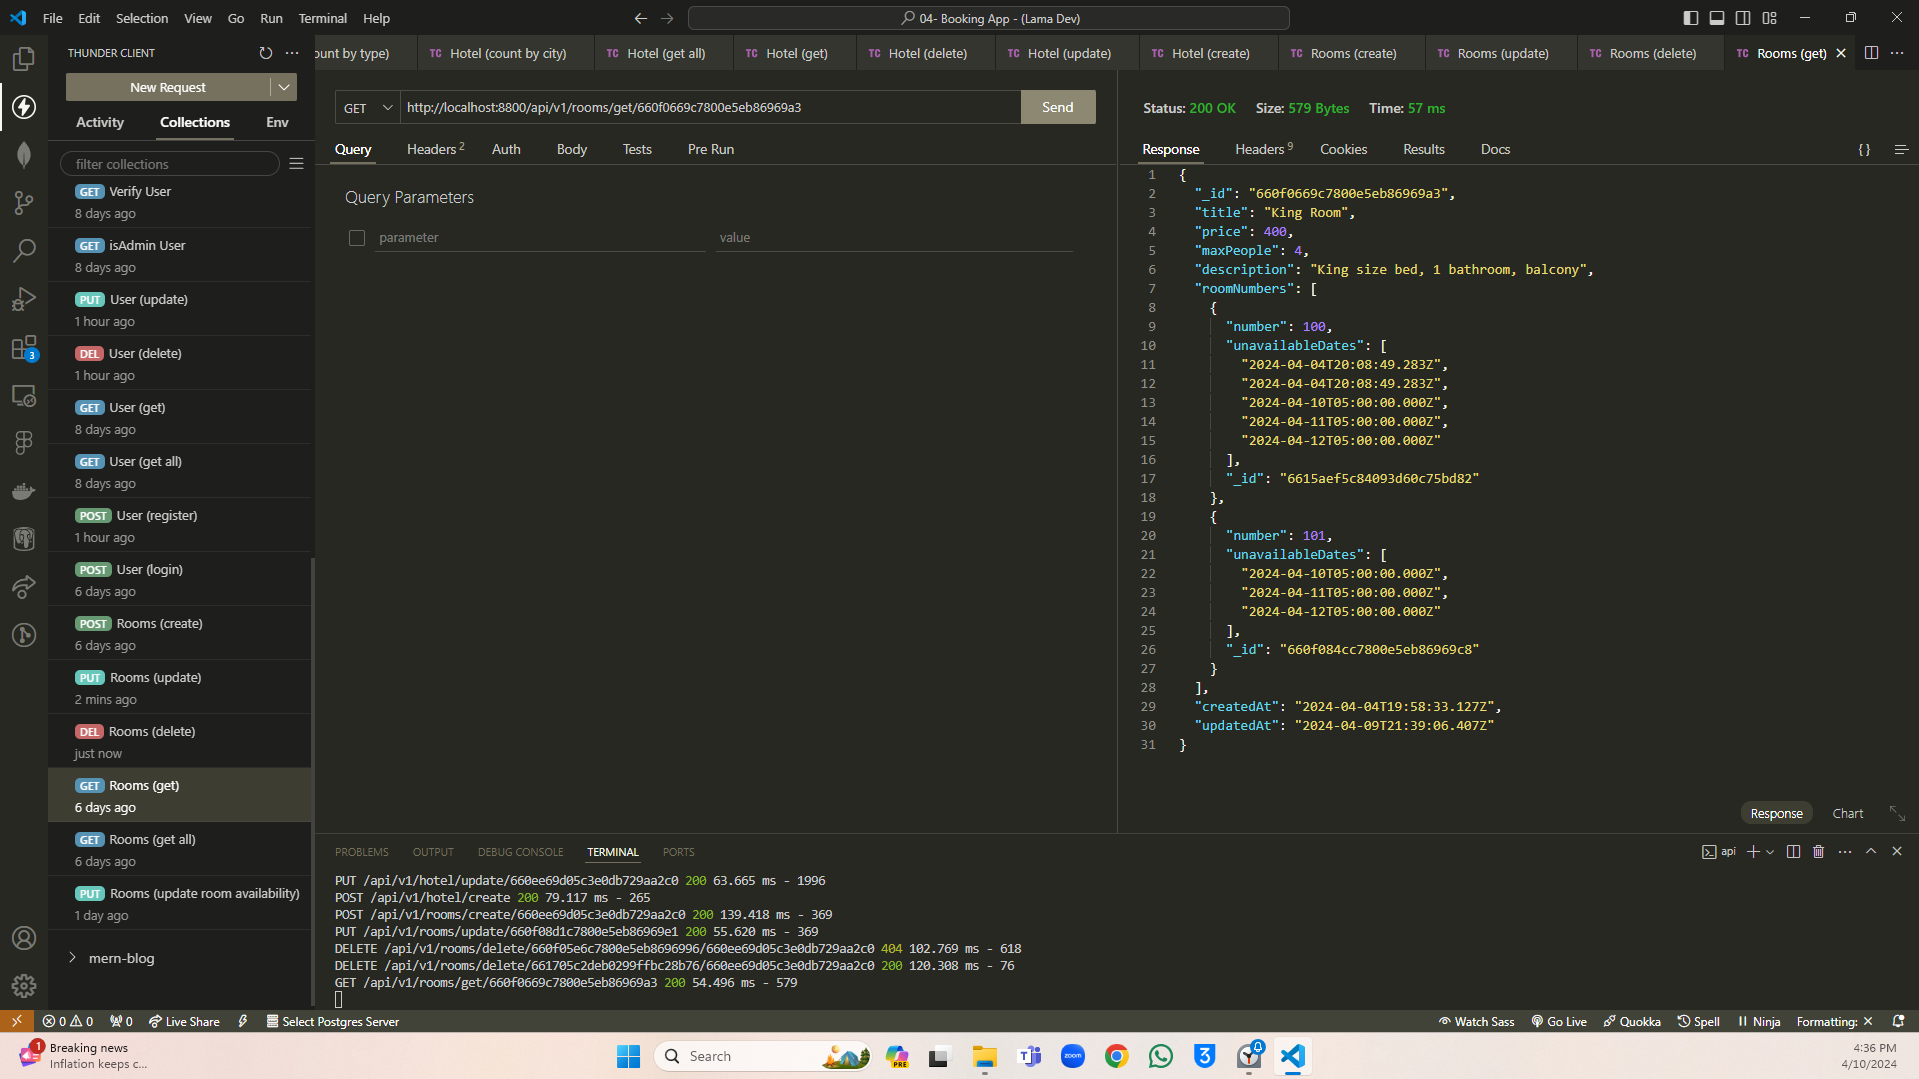 File Edit Selection View Go Run Terminal Help
04- Booking App - (Lama Dev)
THUNDER CLIENT
ount by type)
TC Hotel (count by city)
TC Hotel (get all)
TC Hotel (get)
TC Hotel (delete)
TC Hotel (update)
TC Hotel (create)
TC Rooms (create)
TC Rooms (update)
TC Rooms (delete)
TC Rooms (get)
New Request
Activity Collections Env
filter collections
GET Verify User
8 days ago
GET isAdmin User
8 days ago
PUT User (update)
1 hour ago
DEL User (delete)
1 hour ago
GET User (get)
8 days ago
GET User (get all)
8 days ago
POST User (register)
1 hour ago
POST User (login)
6 days ago
POST Rooms (create)
6 days ago
PUT Rooms (update)
2 mins ago
DEL Rooms (delete)
just now
GET Rooms (get)
6 days ago
GET Rooms (get all)
6 days ago
PUT Rooms (update room availability)
1 day ago
mern-blog
3
GET http://localhost:8800/api/v1/rooms/get/660f0669c7800e5eb86969a3 Send
Query Headers 2 Auth Body Tests Pre Run
Query Parameters
parameter value
Status: 200 OK Size: 579 Bytes Time: 57 ms
Response Headers 9 Cookies Results Docs {}
1 {
2 "_id": "660f0669c7800e5eb86969a3",
3 "title": "King Room",
4 "price": 400,
5 "maxPeople": 4,
6 "description": "King size bed, 1 bathroom, balcony",
7 "roomNumbers": [
8 {
9 "number": 100,
10 "unavailableDates": [
11 "2024-04-04T20:08:49.283Z",
12 "2024-04-04T20:08:49.283Z",
13 "2024-04-10T05:00:00.000Z",
14 "2024-04-11T05:00:00.000Z",
15 "2024-04-12T05:00:00.000Z"
16 ],
17 "_id": "6615aef5c84093d60c75bd82"
18 },
19 {
20 "number": 101,
21 "unavailableDates": [
22 "2024-04-10T05:00:00.000Z",
23 "2024-04-11T05:00:00.000Z",
24 "2024-04-12T05:00:00.000Z"
25 ],
26 "_id": "660f084cc7800e5eb86969c8"
27 }
28 ],
29 "createdAt": "2024-04-04T19:58:33.127Z",
30 "updatedAt": "2024-04-09T21:39:06.407Z"
31 }
Response Chart
PROBLEMS OUTPUT DEBUG CONSOLE TERMINAL PORTS
api
PUT /api/v1/hotel/update/660ee69d05c3e0db729aa2c0 200 63.665 ms - 1996
POST /api/v1/hotel/create 200 79.117 ms - 265
POST /api/v1/rooms/create/660ee69d05c3e0db729aa2c0 200 139.418 ms - 369
PUT /api/v1/rooms/update/660f08d1c7800e5eb86969e1 200 55.620 ms - 369
DELETE /api/v1/rooms/delete/660f05e6c7800e5eb8696996/660ee69d05c3e0db729aa2c0 404 102.769 ms - 618
DELETE /api/v1/rooms/delete/661705c2deb0299ffbc28b76/660ee69d05c3e0db729aa2c0 200 120.308 ms - 76
GET /api/v1/rooms/get/660f0669c7800e5eb86969a3 200 54.496 ms - 579
0 0 0 Live Share Select Postgres Server
Watch Sass Go Live Quokka Spell Ninja Formatting:
1 Breaking news
Inflation keeps c...
Search
PRE
zoom
3
4:36 PM
4/10/2024